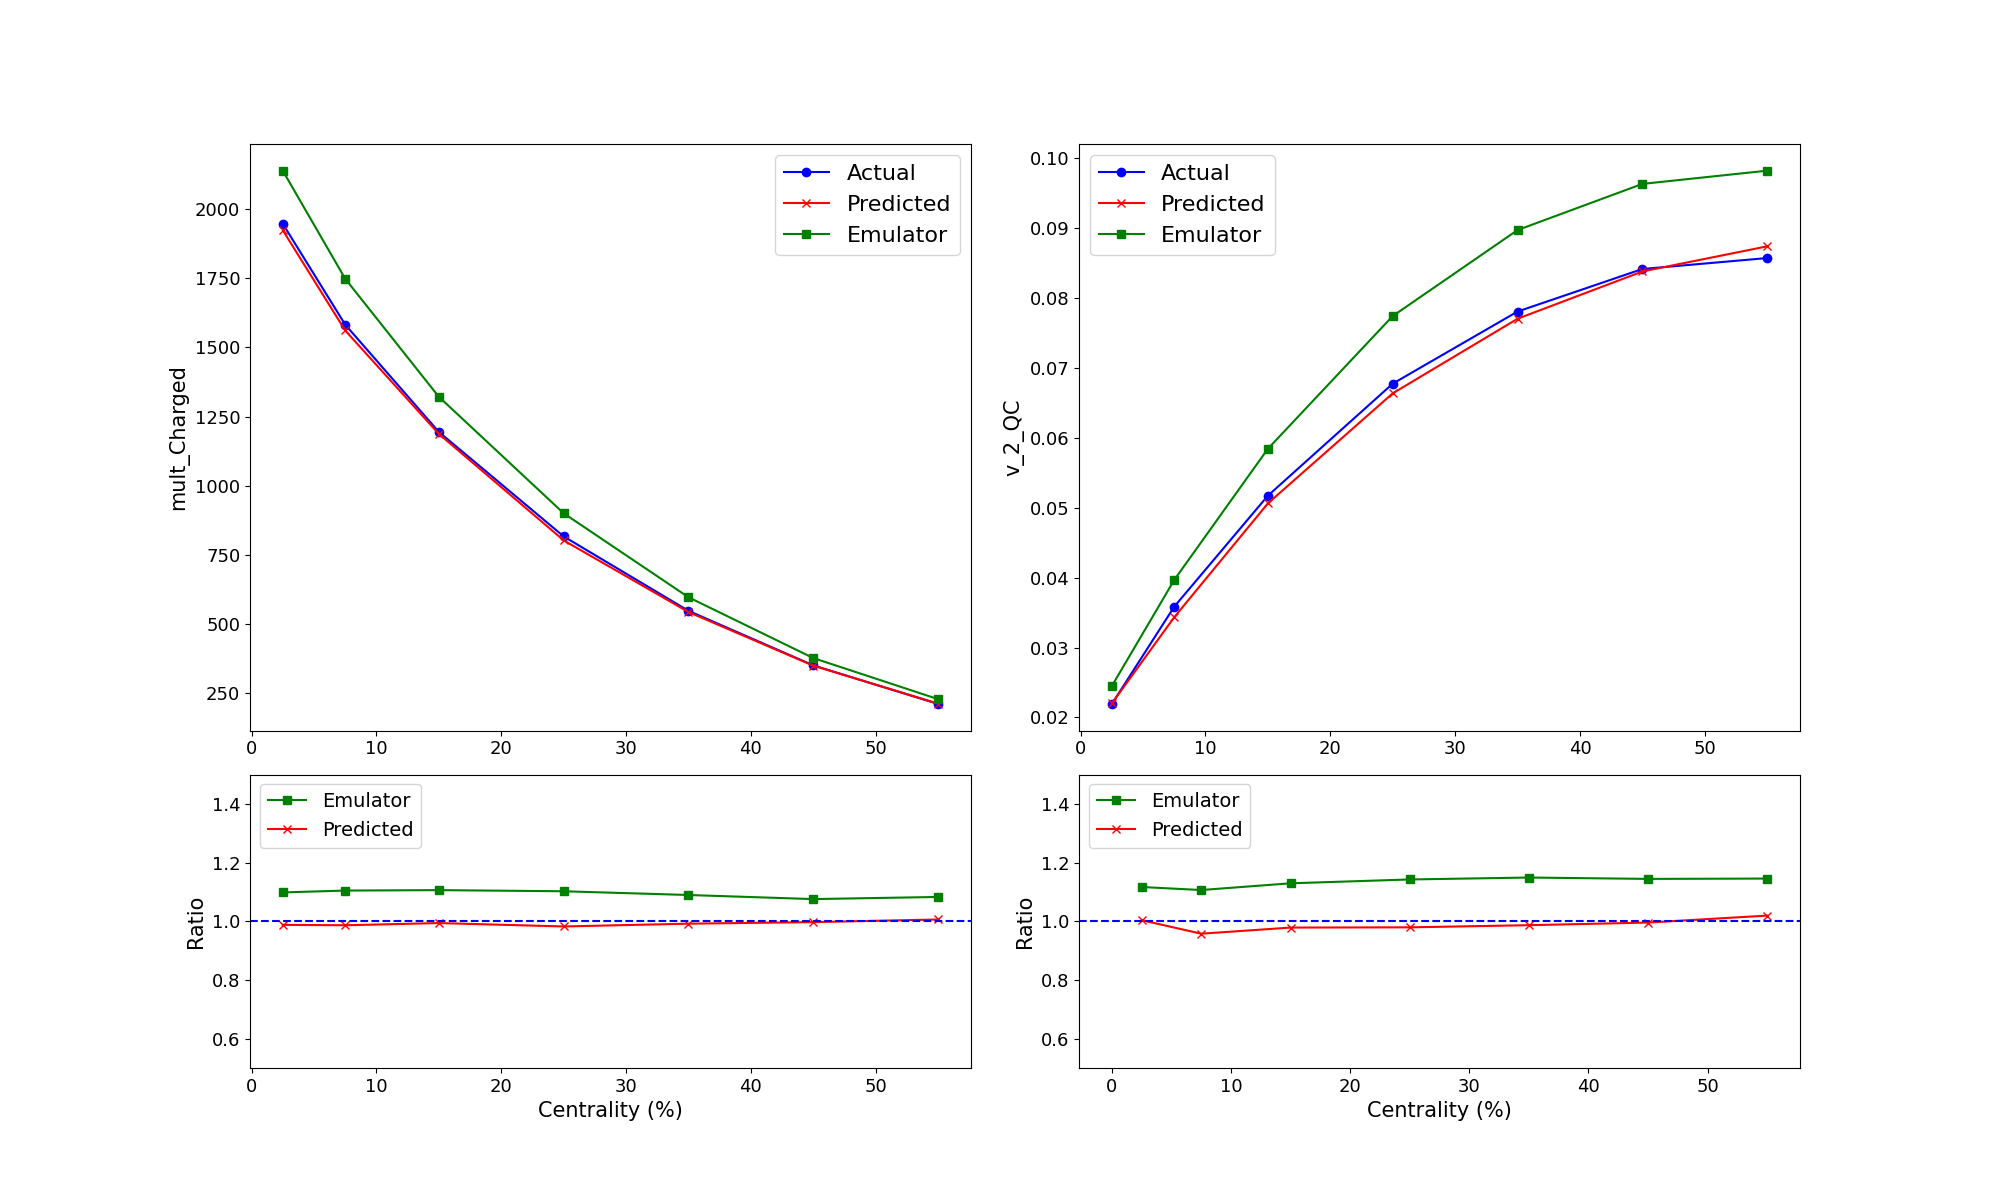 mult_Charged
2000
1750
1500
1250
1000
750
500
250
0 10 20 30 40 50
Actual
Predicted
Emulator
v_2_QC
0.10
0.09
0.08
0.07
0.06
0.05
0.04
0.03
0.02
0 10 20 30 40 50
Actual
Predicted
Emulator
Ratio
1.4
1.2
1.0
0.8
0.6
0 10 20 30 40 50
Centrality (%)
Emulator
Predicted
Ratio
1.4
1.2
1.0
0.8
0.6
0 10 20 30 40 50
Centrality (%)
Emulator
Predicted